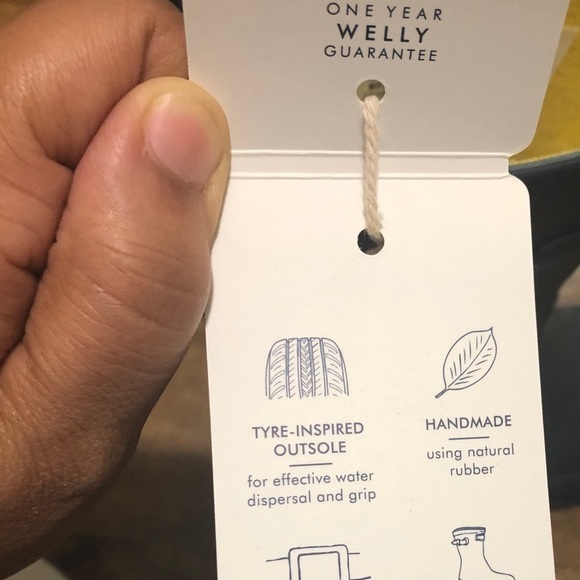 ONE YEAR
WELLY
GUARANTEE
TYRE-INSPIRED
OUTSOLE
for effective water
dispersal and grip
HANDMADE
using natural
rubber